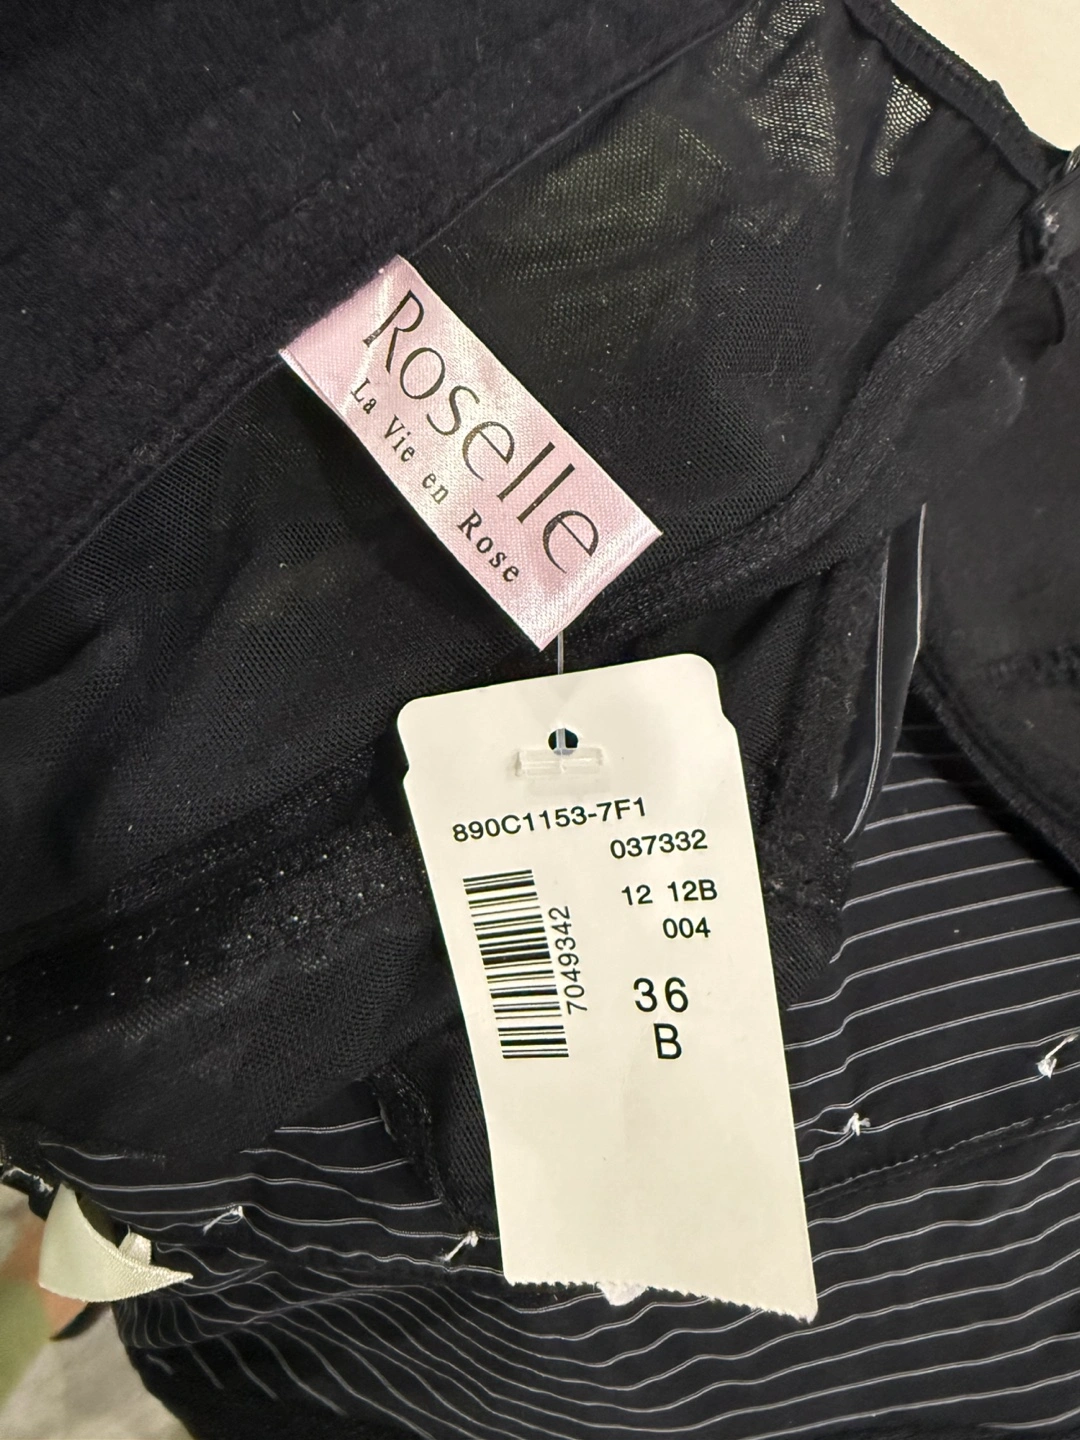 Roselle
La Vie en Rose
890C1153-7F1
037332
12 12B
004
7049342
36
B